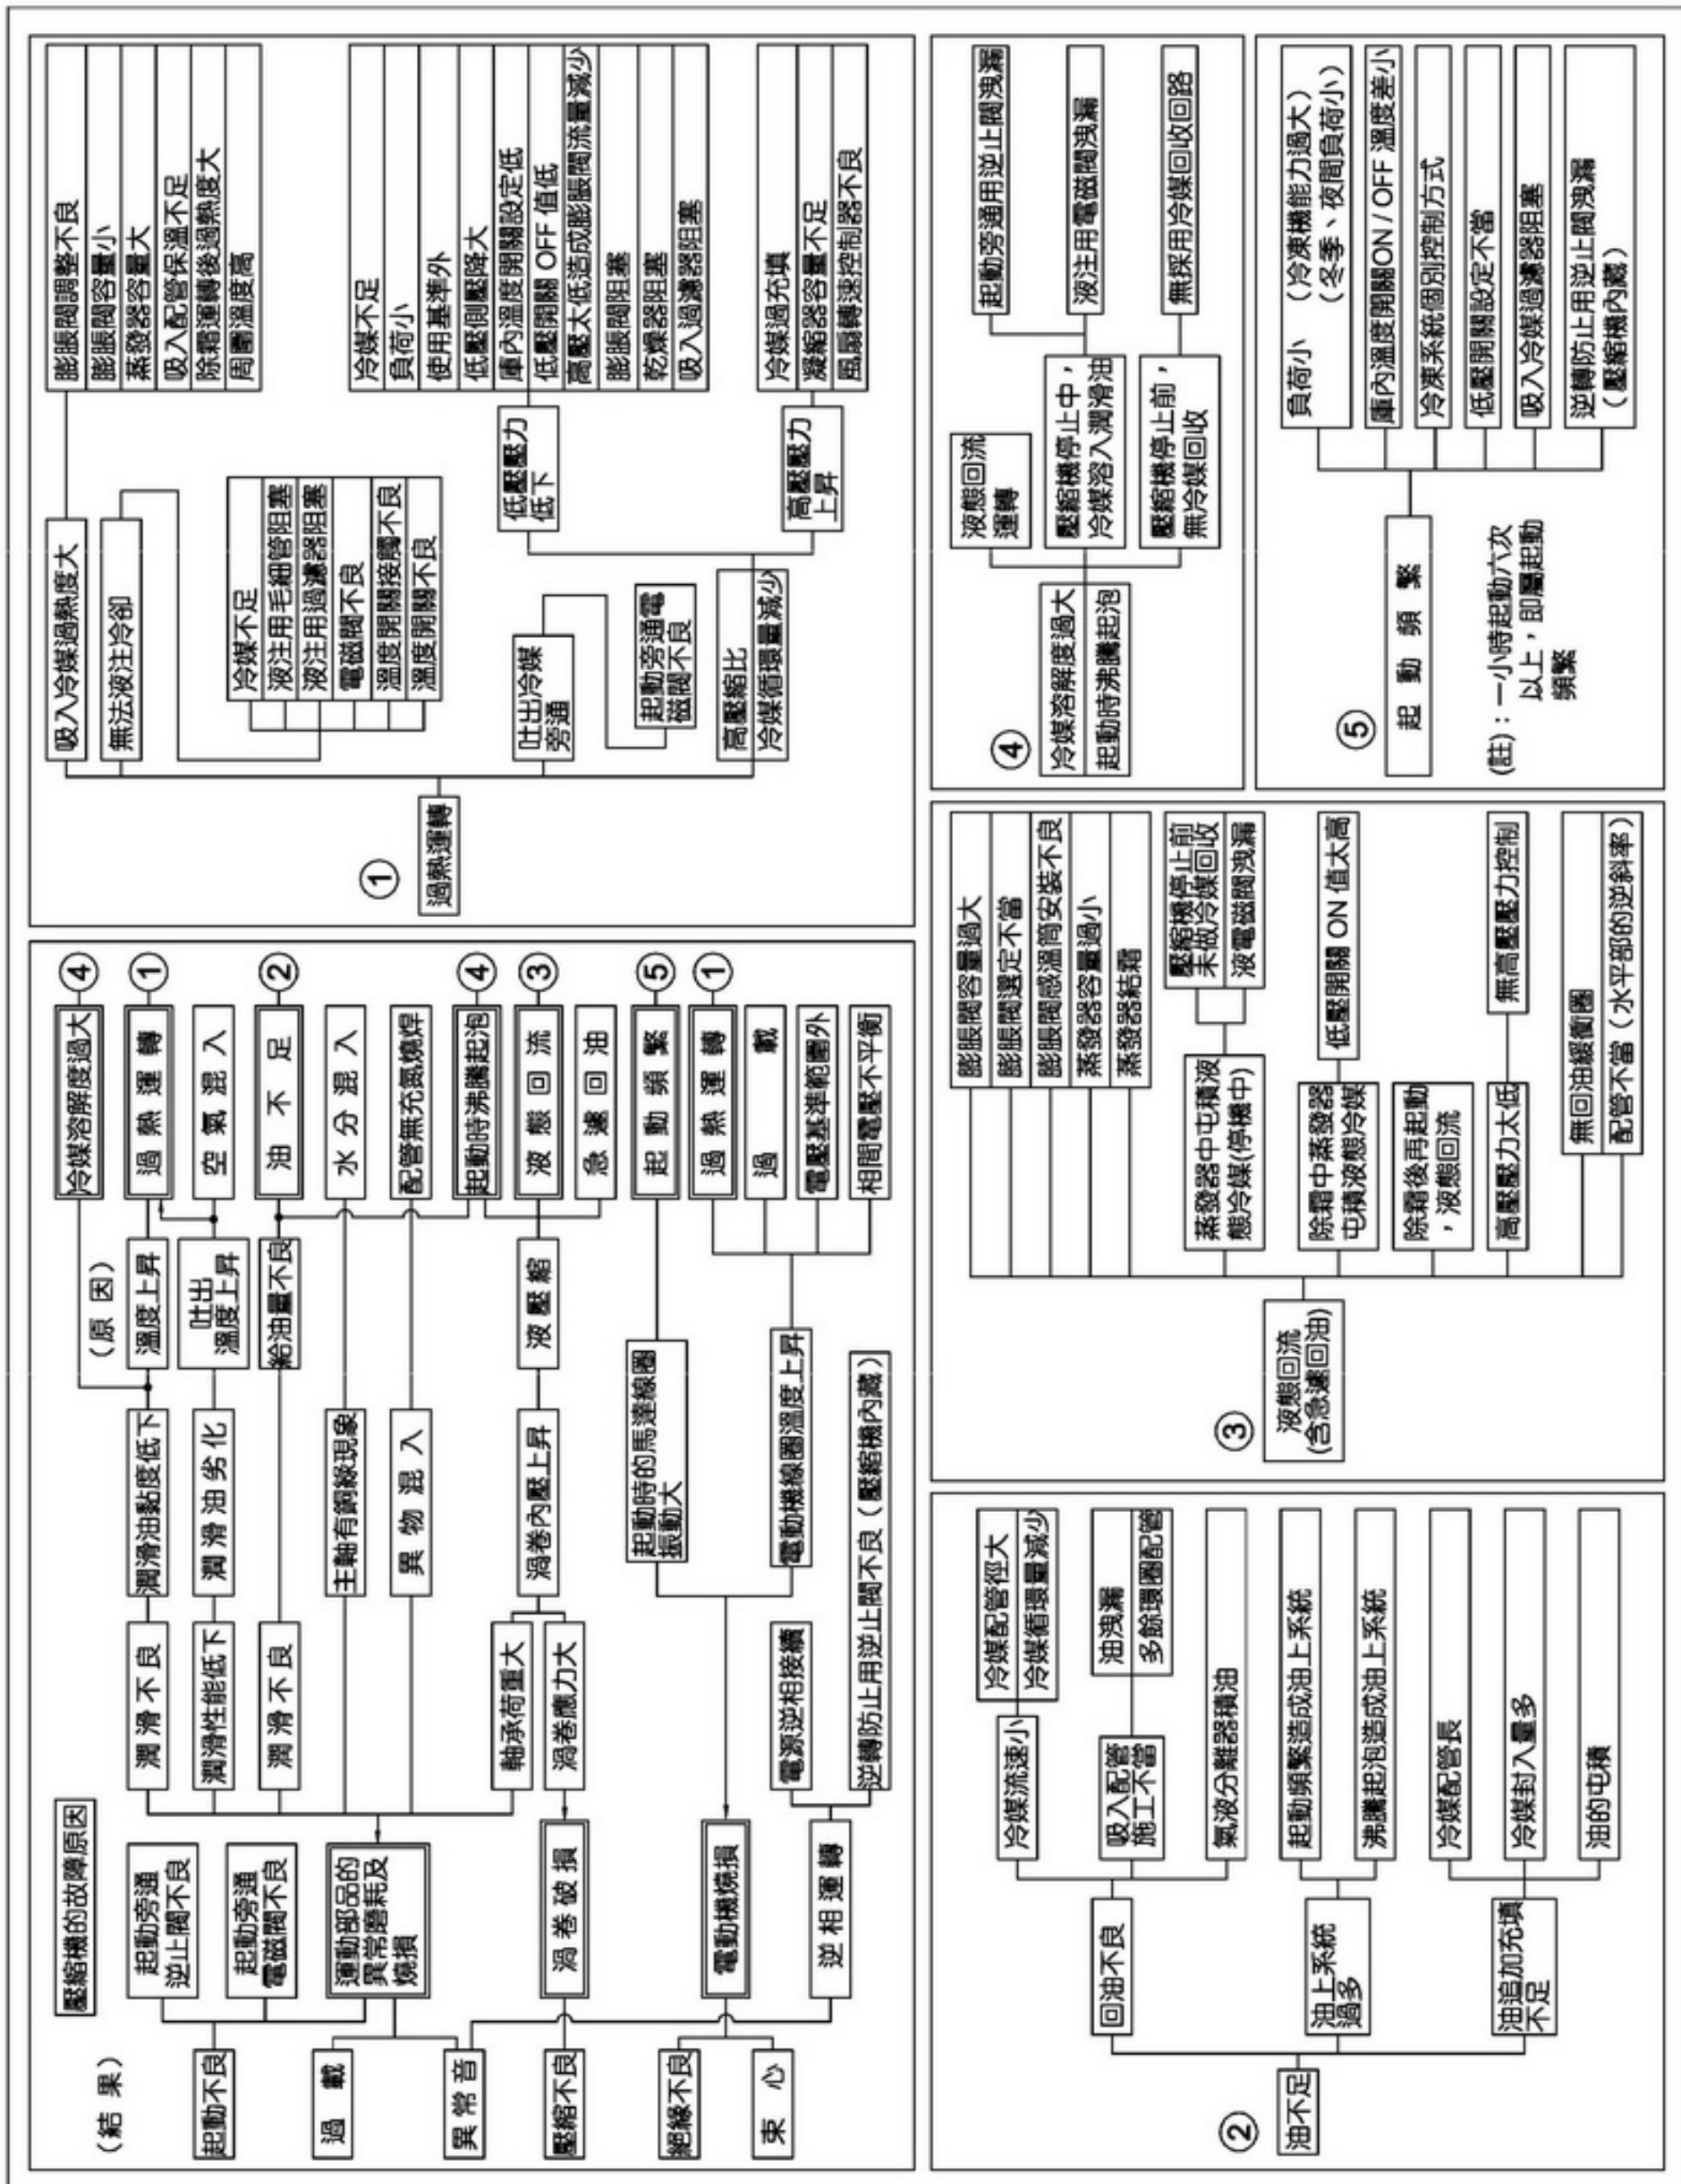 壓縮機的故障原因
（結 果）
（原 因）
起動不良
過 載
異 常 音
壓縮不良
絕緣不良
束 心
起動旁通
逆止閥不良
起動旁通
電磁閥不良
運動部品的
異常磨耗及
燒損
渦 卷 破 損
電動機燒損
逆 相 運 轉
潤 滑 不 良
潤滑性能低下
潤 滑 不 良
軸承荷重大
渦卷應力大
電源逆相接續
逆轉防止用逆止閥不良（壓縮機內藏）
潤滑油黏度低下
潤 滑 油 劣 化
主軸有銅綠現象
異 物 混 入
渦卷內壓上昇
起動時的馬達線圈
振動大
電動機線圈溫度上昇
溫度上昇
吐出
溫度上昇
給油量不良
液 壓 縮
冷媒溶解度過大
④
過 熱 運 轉
①
空 氣 混 入
油 不 足
②
水 分 混 入
配管無充氮燒焊
起動時沸騰起泡
④
液 態 回 流
③
急 遽 回 油
起 動 頻 繁
⑤
過 熱 運 轉
①
過 載
電壓基準範圍外
相間電壓不平衡
①
過熱運轉
吸入冷媒過熱度大
膨脹閥調整不良
膨脹閥容量小
蒸發器容量大
吸入配管保溫不足
除霜運轉後過熱度大
周圍溫度高
無法液注冷卻
冷媒不足
液注用毛細管阻塞
液注用過濾器阻塞
電磁閥不良
溫度開關接觸不良
溫度開關不良
吐出冷媒
旁通
起動旁通電
磁閥不良
高壓縮比
冷媒循環量減少
低壓壓力
低下
冷媒不足
負荷小
使用基準外
低壓側壓降大
庫內溫度開關設定低
低壓開關 OFF 值低
高壓太低造成膨脹閥流量減少
膨脹閥阻塞
乾燥器阻塞
吸入過濾器阻塞
高壓壓力
上昇
冷媒過充填
凝縮器容量不足
風扇轉速控制器不良
②
油不足
回油不良
冷媒流速小
冷媒配管徑大
冷媒循環量減少
吸入配管
施工不當
油洩漏
多餘環圈配管
氣液分離器積油
油上系統
過多
起動頻繁造成油上系統
沸騰起泡造成油上系統
油追加充填
不足
冷媒配管長
冷媒封入量多
油的屯積
③
液態回流
(含急遽回油)
膨脹閥容量過大
膨脹閥選定不當
膨脹閥感溫筒安裝不良
蒸發器容量過小
蒸發器結霜
蒸發器中屯積液
態冷媒(停機中)
壓縮機停止前
未做冷媒回收
液電磁閥洩漏
除霜中蒸發器
屯積液態冷媒
低壓開關 ON 值太高
除霜後再起動
，液態回流
高壓壓力太低
無高壓壓力控制
無回油緩衝圈
配管不當（水平部的逆斜率）
④
冷媒溶解度過大
起動時沸騰起泡
液態回流
運轉
壓縮機停止中，
冷媒溶入潤滑油
起動旁通用逆止閥洩漏
液注用電磁閥洩漏
壓縮機停止前，
無冷媒回收
無採用冷媒回收回路
⑤
起 動 頻 繁
(註)：一小時起動六次
以上，即屬起動
頻繁
負荷小 （冷凍機能力過大）
（冬季、夜間負荷小）
庫內溫度開關ON / OFF 溫度差小
冷凍系統個別控制方式
低壓開關設定不當
吸入冷媒過濾器阻塞
逆轉防止用逆止閥洩漏
（壓縮機內藏）